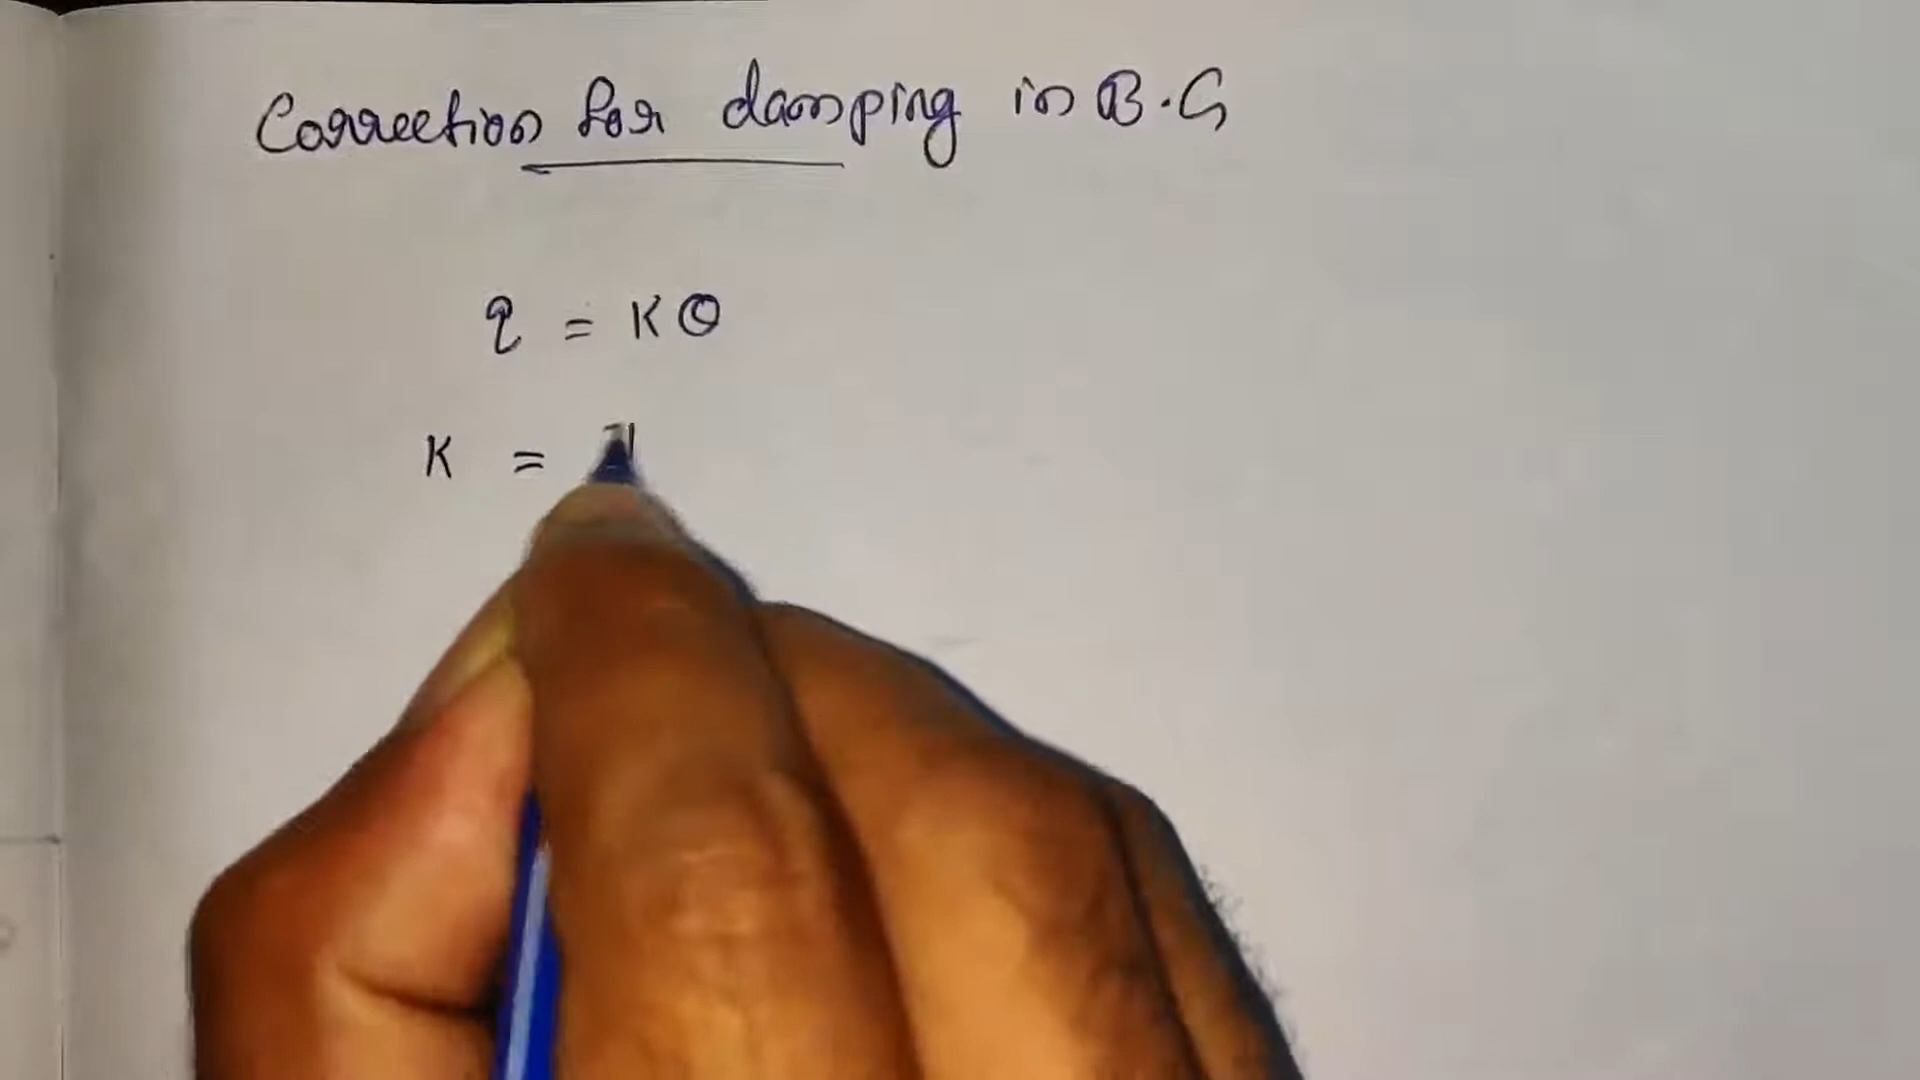 Correction for damping in B.G
q = Kθ
K =